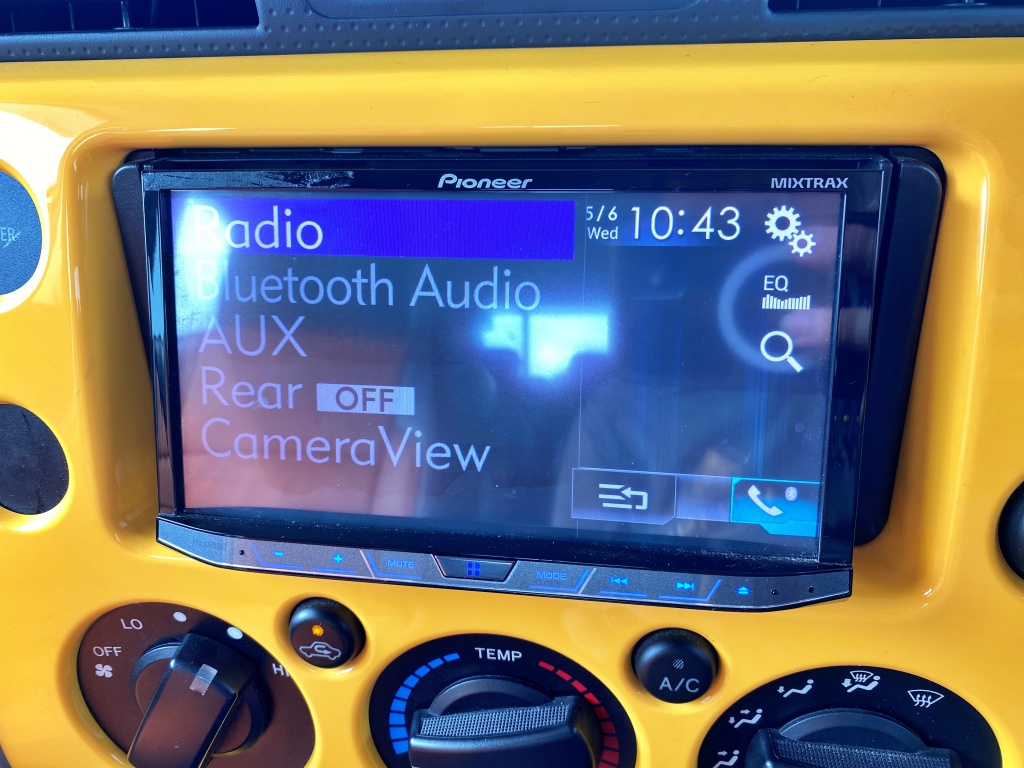 Pioneer
MIXTRAX
Radio
5/6
Wed
10:43
Bluetooth Audio
EQ
AUX
Rear OFF
CameraView
- + MUTE MODE
LO
OFF
TEMP
A/C